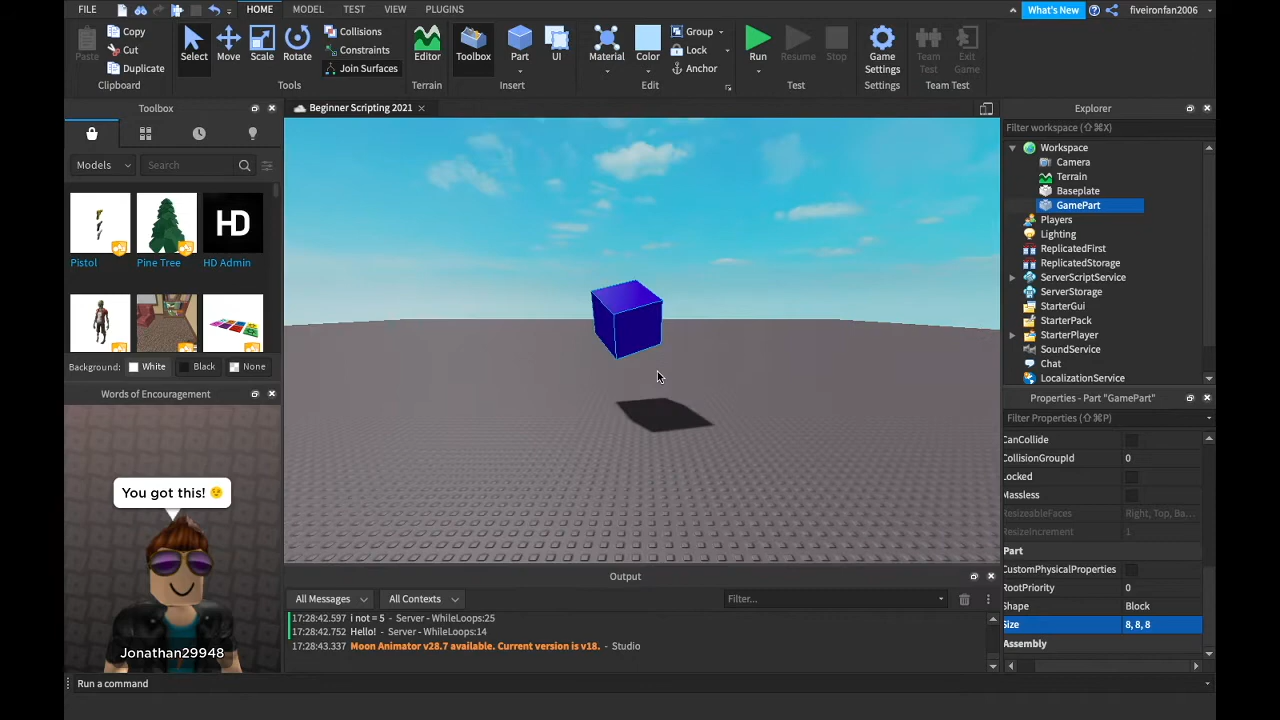 FILE HOME MODEL TEST VIEW PLUGINS What's New fiveironfan2006
Paste Copy Cut Duplicate Select Move Scale Rotate Collisions Constraints Join Surfaces Editor Toolbox Part UI Material Color Group Lock Anchor Run Resume Stop Game Settings Team Test Exit Game
Clipboard Tools Terrain Insert Edit Test Settings Team Test
Toolbox
Models Search
Pistol Pine Tree HD Admin
HD
Background: White Black None
Words of Encouragement
You got this!
Jonathan29948
Beginner Scripting 2021
Output
All Messages All Contexts Filter...
17:28:42.597 i not = 5 - Server - WhileLoops:25
17:28:42.752 Hello! - Server - WhileLoops:14
17:28:43.337 Moon Animator v28.7 available. Current version is v18. - Studio
Run a command
Explorer
Filter workspace (⇧⌘X)
Workspace
Camera
Terrain
Baseplate
GamePart
Players
Lighting
ReplicatedFirst
ReplicatedStorage
ServerScriptService
ServerStorage
StarterGui
StarterPack
StarterPlayer
SoundService
Chat
LocalizationService
Properties - Part "GamePart"
Filter Properties (⇧⌘P)
CanCollide
CollisionGroupId 0
Locked
Massless
ResizeableFaces Right, Top, Ba...
ResizeIncrement 1
Part
CustomPhysicalProperties
RootPriority 0
Shape Block
Size 8, 8, 8
Assembly